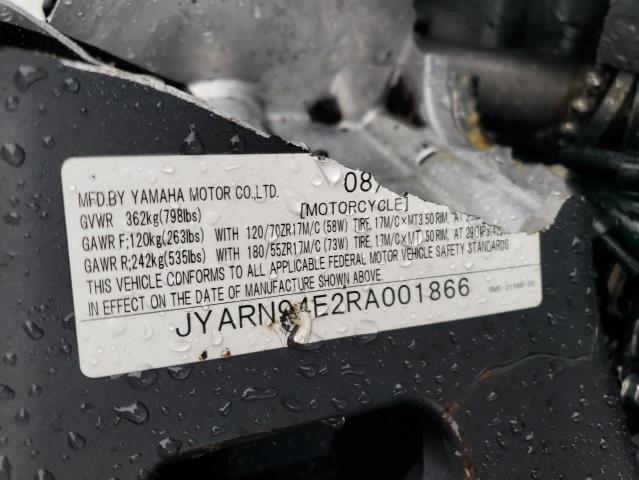 MFD.BY YAMAHA MOTOR CO.,LTD. 08/
GVWR 362kg(798lbs) [MOTORCYCLE]
GAWR F;120kg(263lbs) WITH 120/70ZR17M/C (58W) TIRE, 17M/C×MT3.50 RIM, AT
GAWR R;242kg(535lbs) WITH 180/55ZR17M/C (73W) TIRE, 17M/C×MT5.50 RIM, AT
THIS VEHICLE CONFORMS TO ALL APPLICABLE FEDERAL MOTOR VEHICLE SAFETY STANDARDS
IN EFFECT ON THE DATE OF MANUFACTURE SHOWN ABOVE.